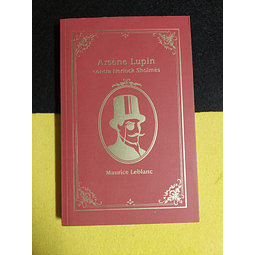 Arsène Lupin
contra Herlock Sholmès
Maurice Leblanc